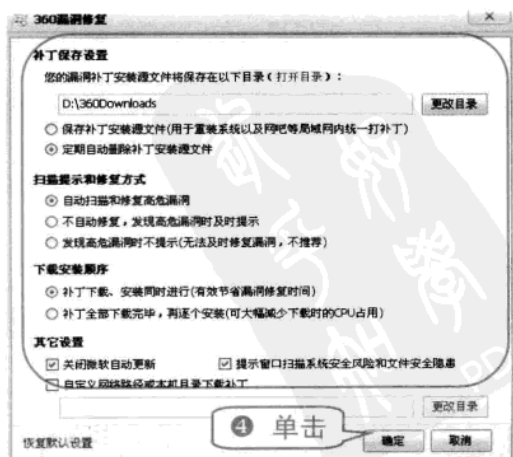 360漏洞修复
补丁保存设置
您的漏洞补丁安装源文件将保存在以下目录(打开目录):
D:\360Downloads
更改目录
保存补丁安装源文件(用于重装系统以及网吧等局域网内统一打补丁)
定期自动删除补丁安装源文件
扫描提示和修复方式
自动扫描和修复高危漏洞
不自动修复,发现高危漏洞时及时提示
发现高危漏洞时不提示(无法及时修复漏洞,不推荐)
下载安装顺序
补丁下载、安装同时进行(有效节省漏洞修复时间)
补丁全部下载完毕,再逐个安装(可大幅减少下载时的CPU占用)
其它设置
关闭微软自动更新
提示窗口扫描系统安全风险和文件安全隐患
自定义网络路径或本机目录下载补丁
更改目录
恢复默认设置
4 单击
确定
取消